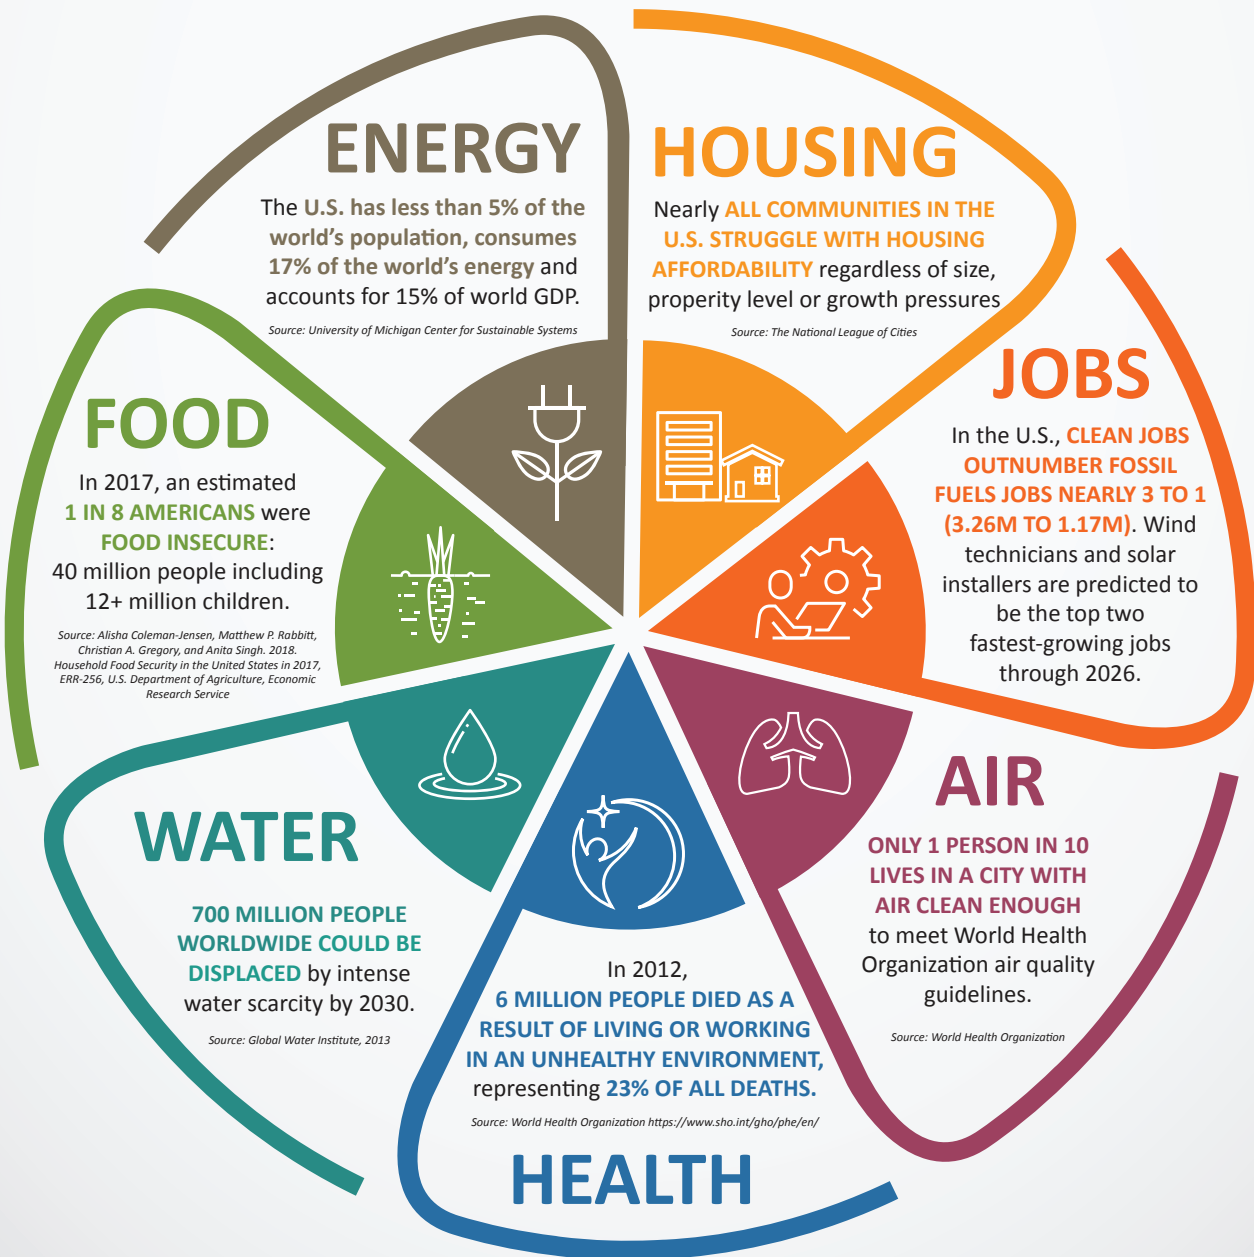 ENERGY
The U.S. has less than 5% of the
world's population, consumes
17% of the world's energy and
accounts for 15% of world GDP.
Source: University of Michigan Center for Sustainable Systems
HOUSING
Nearly ALL COMMUNITIES IN THE
U.S. STRUGGLE WITH HOUSING
AFFORDABILITY regardless of size,
properity level or growth pressures
Source: The National League of Cities
JOBS
In the U.S., CLEAN JOBS
OUTNUMBER FOSSIL
FUELS JOBS NEARLY 3 TO 1
(3.26M TO 1.17M). Wind
technicians and solar
installers are predicted to
be the top two
fastest-growing jobs
through 2026.
AIR
ONLY 1 PERSON IN 10
LIVES IN A CITY WITH
AIR CLEAN ENOUGH
to meet World Health
Organization air quality
guidelines.
Source: World Health Organization
In 2012,
6 MILLION PEOPLE DIED AS A
RESULT OF LIVING OR WORKING
IN AN UNHEALTHY ENVIRONMENT,
representing 23% OF ALL DEATHS.
Source: World Health Organization https://www.sho.int/gho/phe/en/
HEALTH
WATER
700 MILLION PEOPLE
WORLDWIDE COULD BE
DISPLACED by intense
water scarcity by 2030.
Source: Global Water Institute, 2013
FOOD
In 2017, an estimated
1 IN 8 AMERICANS were
FOOD INSECURE:
40 million people including
12+ million children.
Source: Alisha Coleman-Jensen, Matthew P. Rabbitt,
Christian A. Gregory, and Anita Singh. 2018.
Household Food Security in the United States in 2017,
ERR-256, U.S. Department of Agriculture, Economic
Research Service